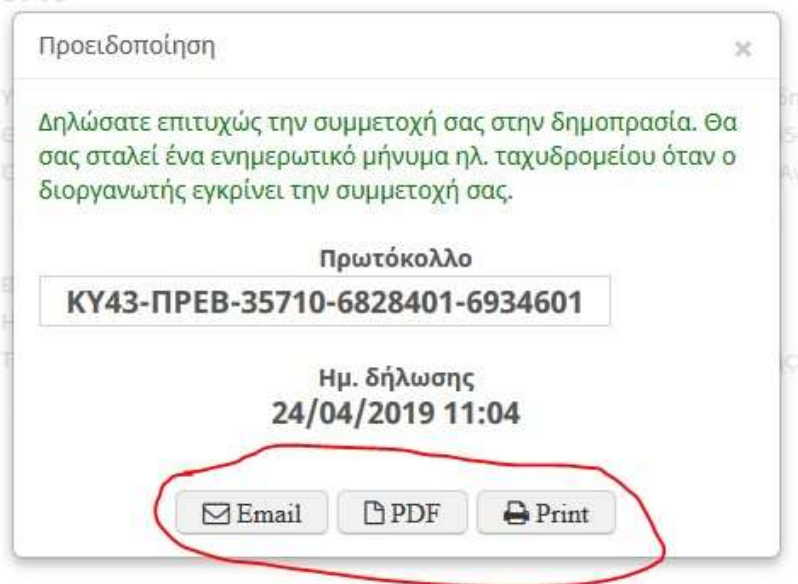 Προειδοποίηση
×
Δηλώσατε επιτυχώς την συμμετοχή σας στην δημοπρασία. Θα
σας σταλεί ένα ενημερωτικό μήνυμα ηλ. ταχυδρομείου όταν ο
διοργανωτής εγκρίνει την συμμετοχή σας.
Πρωτόκολλο
ΚΥ43-ΠΡΕΒ-35710-6828401-6934601
Ημ. δήλωσης
24/04/2019 11:04
Email PDF Print